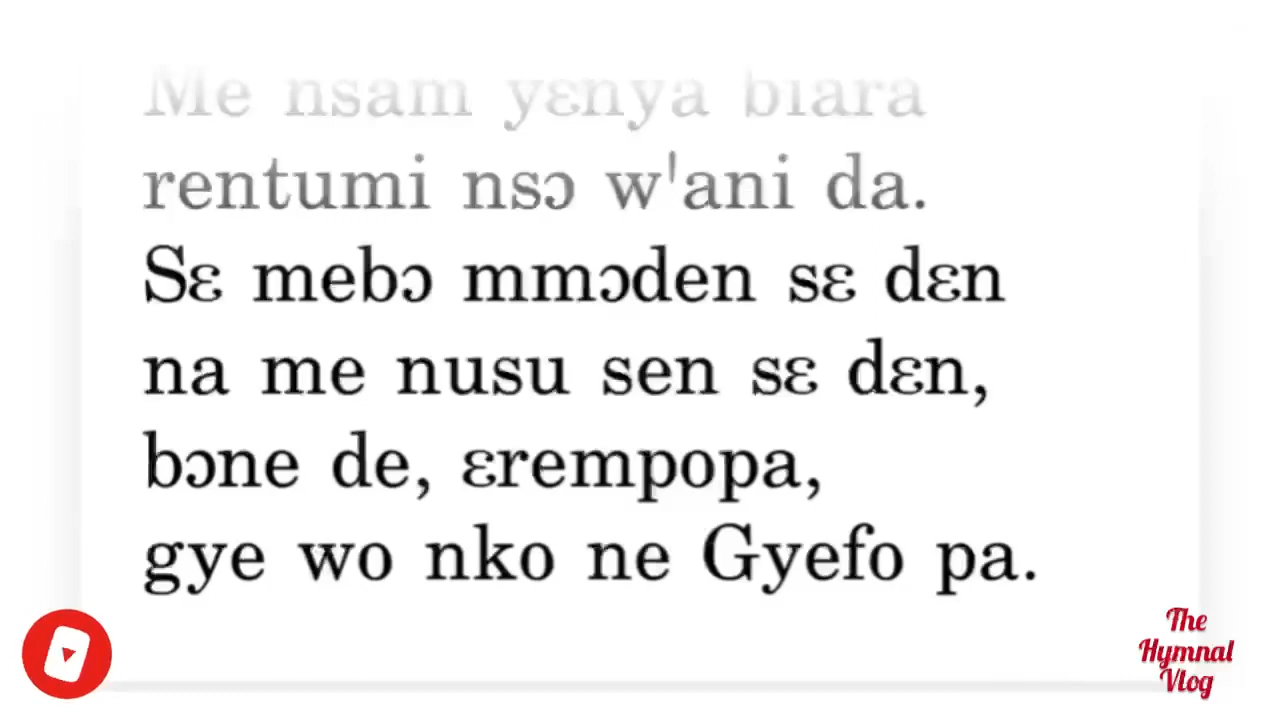 Me nsam yɛnya biara
rentumi nsɔ w'ani da.
Sɛ mebɔ mmɔden sɛ dɛn
na me nusu sen sɛ dɛn,
bɔne de, ɛrempopa,
gye wo nko ne Gyefo pa.
The
Hymnal
Vlog